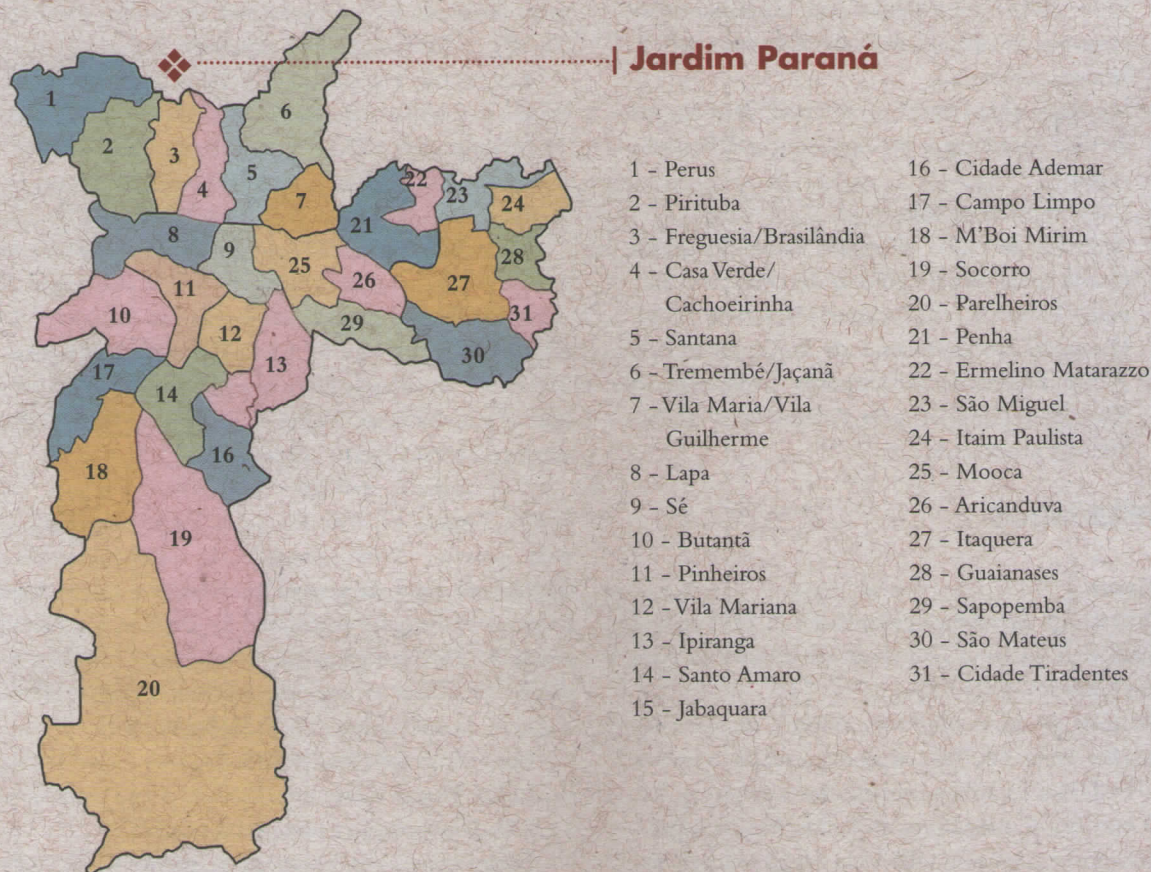 Jardim Paraná
1
2
3
4
5
6
7
8
9
10
11
12
13
14
16
17
18
19
20
21
22
23
24
25
26
27
28
29
30
31
1 - Perus
2 - Pirituba
3 - Freguesia/Brasilândia
4 - Casa Verde/
Cachoeirinha
5 - Santana
6 - Tremembé/Jaçanã
7 - Vila Maria/Vila
Guilherme
8 - Lapa
9 - Sé
10 - Butantã
11 - Pinheiros
12 - Vila Mariana
13 - Ipiranga
14 - Santo Amaro
15 - Jabaquara
16 - Cidade Ademar
17 - Campo Limpo
18 - M'Boi Mirim
19 - Socorro
20 - Parelheiros
21 - Penha
22 - Ermelino Matarazzo
23 - São Miguel
24 - Itaim Paulista
25 - Mooca
26 - Aricanduva
27 - Itaquera
28 - Guaianases
29 - Sapopemba
30 - São Mateus
31 - Cidade Tiradentes